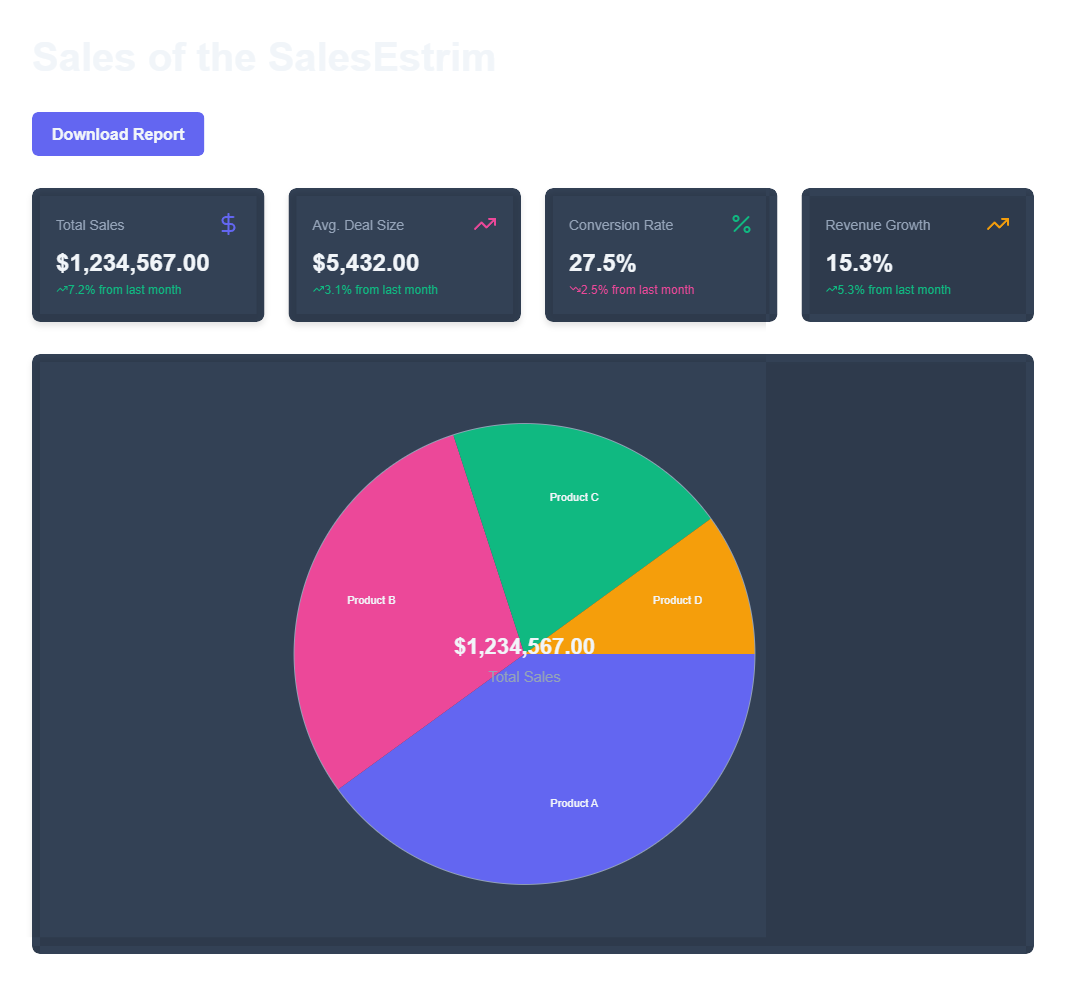 Sales of the SalesEstrim
Download Report
Total Sales
$1,234,567.00
7.2% from last month
Avg. Deal Size
$5,432.00
3.1% from last month
Conversion Rate
27.5%
2.5% from last month
Revenue Growth
15.3%
5.3% from last month
Product C
Product B
Product D
$1,234,567.00
Total Sales
Product A